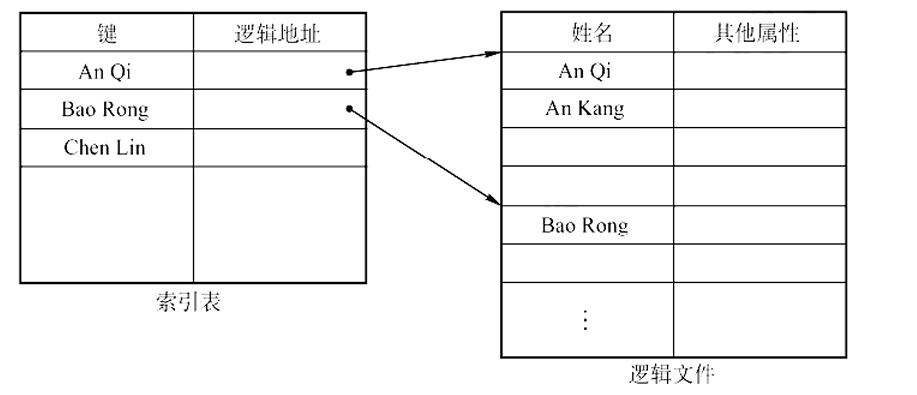 键 逻辑地址
An Qi
Bao Rong
Chen Lin
索引表
姓名 其他属性
An Qi
An Kang
Bao Rong
⋮
逻辑文件